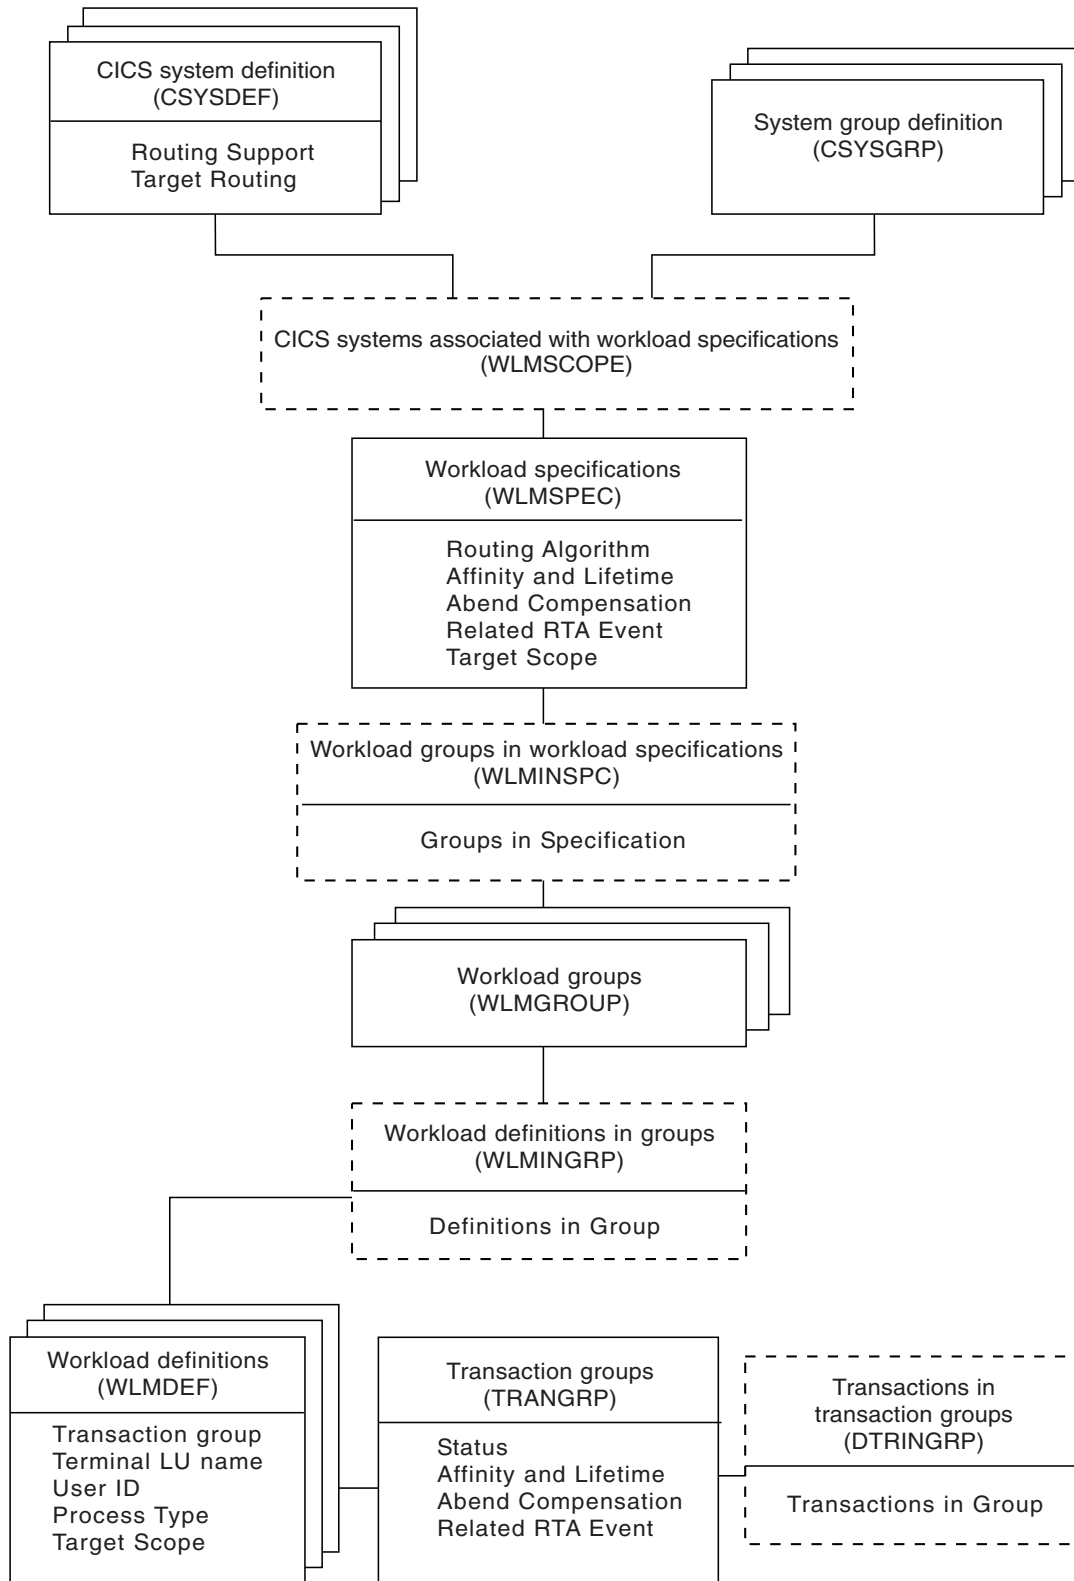 CICS system definition
(CSYSDEF)
Routing Support
Target Routing
System group definition
(CSYSGRP)
CICS systems associated with workload specifications
(WLMSCOPE)
Workload specifications
(WLMSPEC)
Routing Algorithm
Affinity and Lifetime
Abend Compensation
Related RTA Event
Target Scope
Workload groups in workload specifications
(WLMINSPC)
Groups in Specification
Workload groups
(WLMGROUP)
Workload definitions in groups
(WLMINGRP)
Definitions in Group
Workload definitions
(WLMDEF)
Transaction group
Terminal LU name
User ID
Process Type
Target Scope
Transaction groups
(TRANGRP)
Status
Affinity and Lifetime
Abend Compensation
Related RTA Event
Transactions in
transaction groups
(DTRINGRP)
Transactions in Group